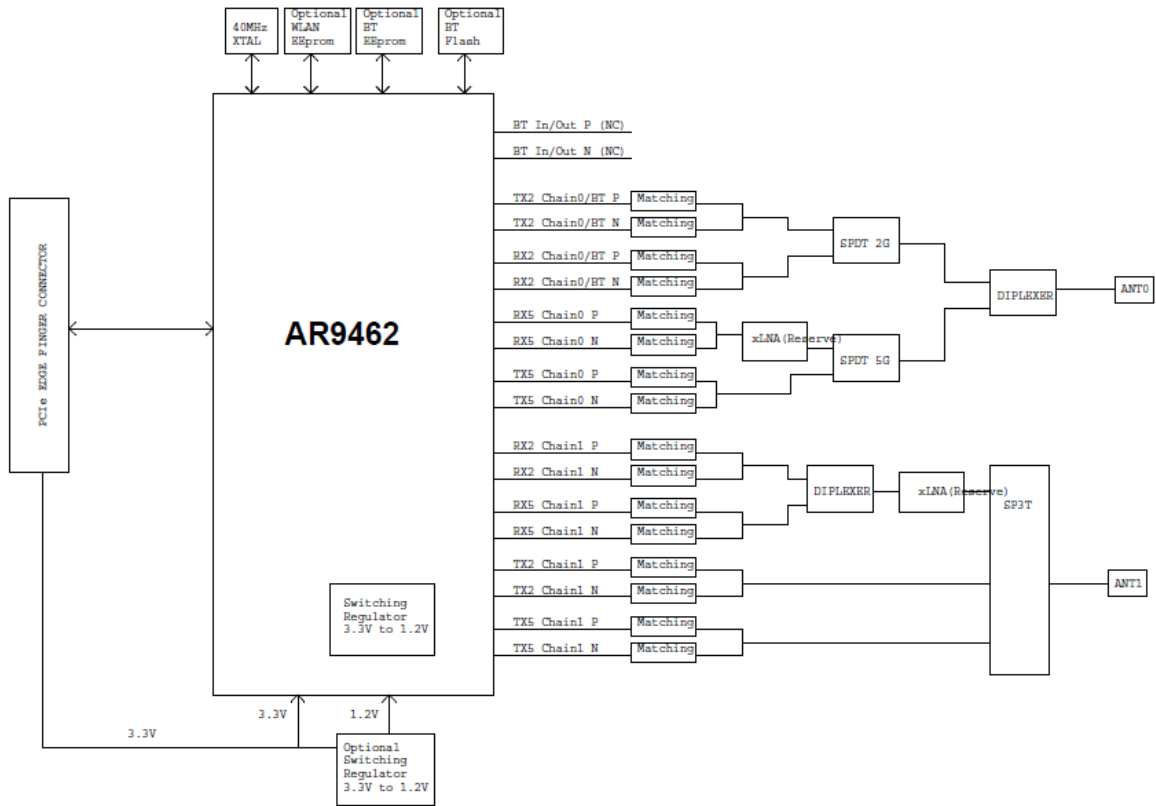 40MHz
XTAL
Optional
WLAN
EEprom
Optional
BT
EEprom
Optional
BT
Flash
BT In/Out P (NC)
BT In/Out N (NC)
TX2 Chain0/BT P
Matching
TX2 Chain0/BT N
Matching
SPDT 2G
RX2 Chain0/BT P
Matching
RX2 Chain0/BT N
Matching
DIPLEXER
ANT0
PCIe EDGE FINGER CONNECTOR
AR9462
RX5 Chain0 P
Matching
RX5 Chain0 N
Matching
xLNA(Reserve)
SPDT 5G
TX5 Chain0 P
Matching
TX5 Chain0 N
Matching
RX2 Chain1 P
Matching
RX2 Chain1 N
Matching
DIPLEXER
xLNA(Reserve)
SP3T
RX5 Chain1 P
Matching
RX5 Chain1 N
Matching
TX2 Chain1 P
Matching
TX2 Chain1 N
Matching
ANT1
TX5 Chain1 P
Matching
TX5 Chain1 N
Matching
Switching
Regulator
3.3V to 1.2V
3.3V
1.2V
3.3V
Optional
Switching
Regulator
3.3V to 1.2V